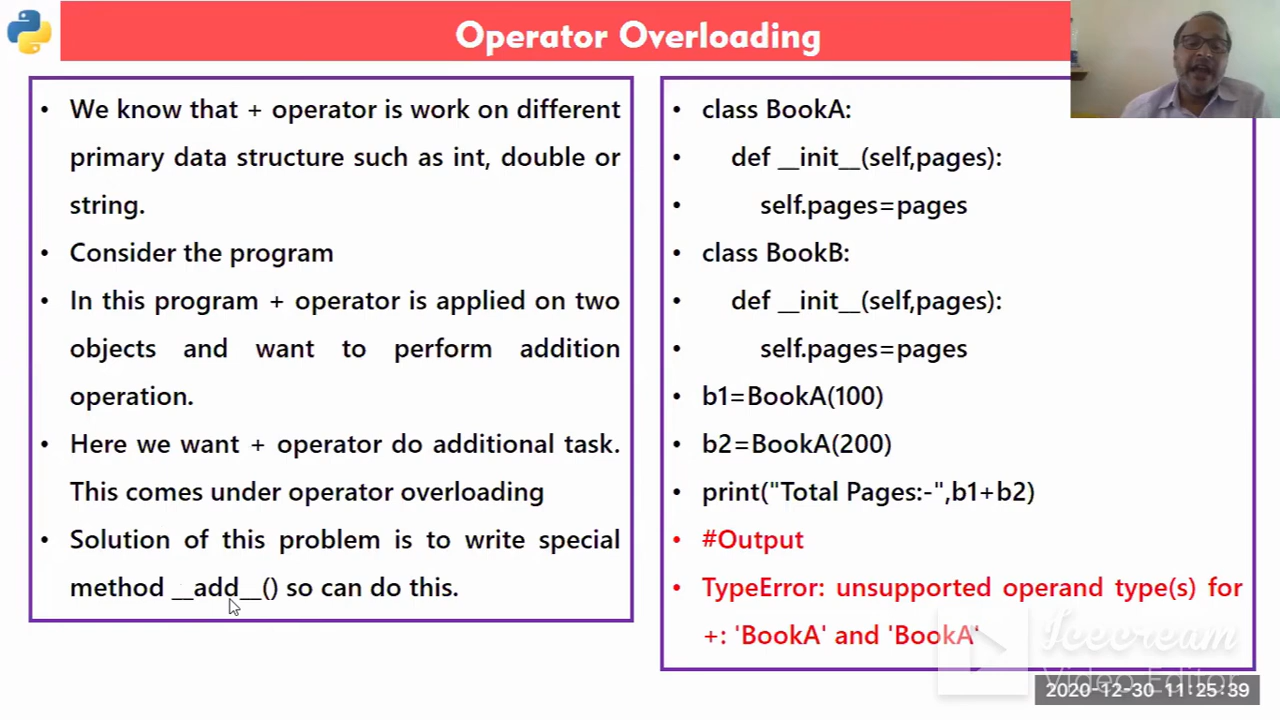 Operator Overloading
• We know that + operator is work on different
primary data structure such as int, double or
string.
• Consider the program
• In this program + operator is applied on two
objects and want to perform addition
operation.
• Here we want + operator do additional task.
This comes under operator overloading
• Solution of this problem is to write special
method __add__() so can do this.
• class BookA:
• def __init__(self,pages):
• self.pages=pages
• class BookB:
• def __init__(self,pages):
• self.pages=pages
• b1=BookA(100)
• b2=BookA(200)
• print("Total Pages:-",b1+b2)
• #Output
• TypeError: unsupported operand type(s) for
+: 'BookA' and 'BookA'
Icecream
Video Editor
2020-12-30 11:25:39